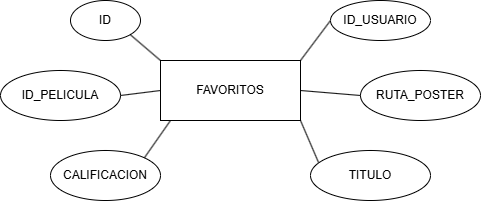 ID
ID_USUARIO
FAVORITOS
ID_PELICULA
RUTA_POSTER
CALIFICACION
TITULO